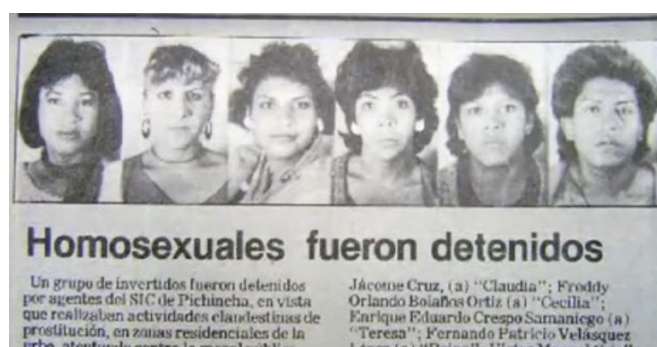 Homosexuales fueron detenidos
Un grupo de invertidos fueron detenidos
por agentes del SIC de Pichincha, en vista
que realizaban actividades clandestinas de
prostitución, en zonas residenciales de la
Jácome Cruz, (a) "Claudia"; Freddy
Orlando Bolaños Ortiz (a) "Cecilia";
Enrique Eduardo Crespo Samaniego (a)
"Teresa"; Fernando Patricio Velásquez